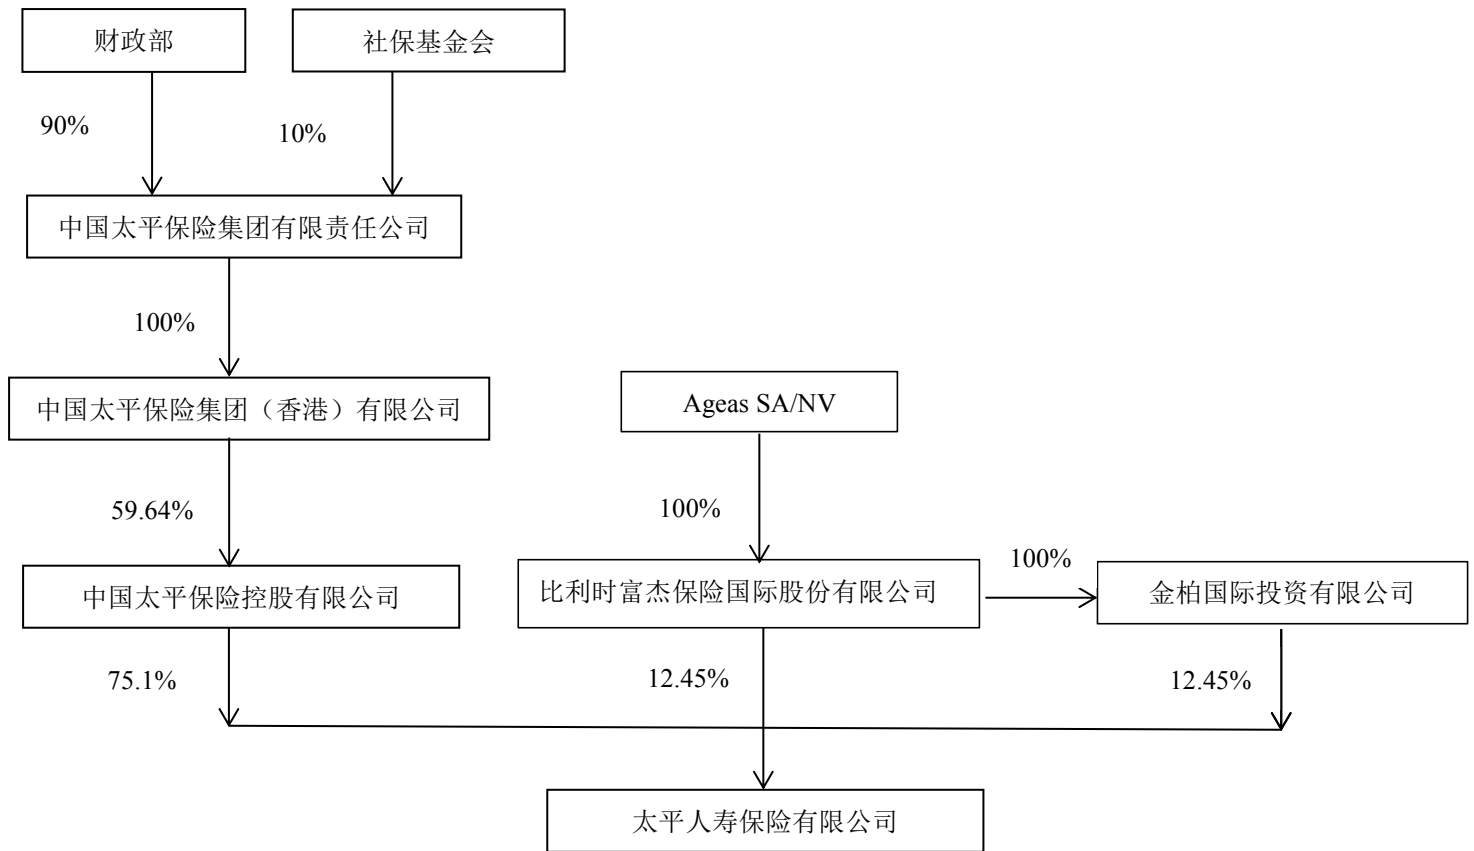 财政部
社保基金会
90%
10%
中国太平保险集团有限责任公司
100%
中国太平保险集团（香港）有限公司
Ageas SA/NV
59.64%
100%
中国太平保险控股有限公司
比利时富杰保险国际股份有限公司
100%
金柏国际投资有限公司
75.1%
12.45%
12.45%
太平人寿保险有限公司